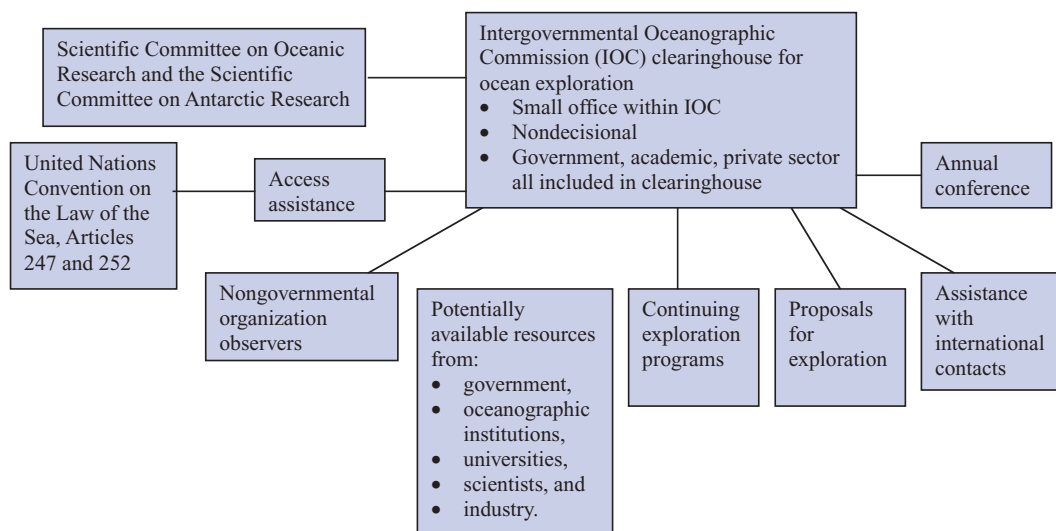 Scientific Committee on Oceanic
Research and the Scientific
Committee on Antarctic Research
Intergovernmental Oceanographic
Commission (IOC) clearinghouse for
ocean exploration
• Small office within IOC
• Nondecisional
• Government, academic, private sector
all included in clearinghouse
United Nations
Convention on
the Law of the
Sea, Articles
247 and 252
Access
assistance
Annual
conference
Nongovernmental
organization
observers
Potentially
available resources
from:
• government,
• oceanographic
institutions,
• universities,
• scientists, and
• industry.
Continuing
exploration
programs
Proposals
for
exploration
Assistance
with
international
contacts